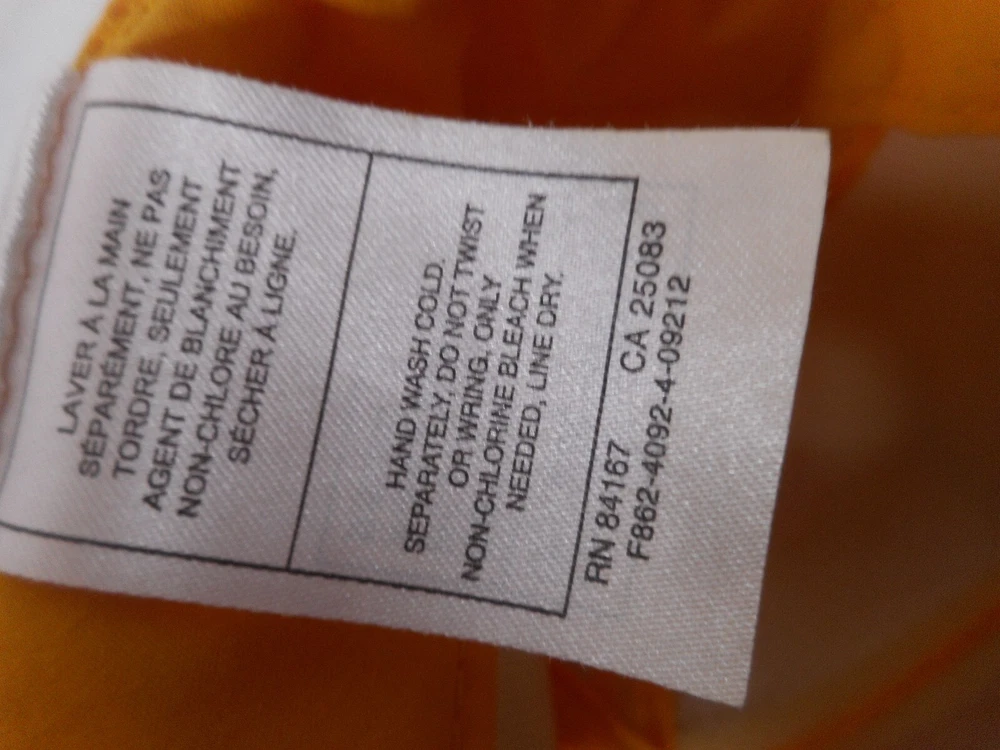 LAVER À LA MAIN
SÉPARÉMENT, NE PAS
TORDRE, SEULEMENT
AGENT DE BLANCHIMENT
NON-CHLORE AU BESOIN,
SÉCHER À LIGNE.
HAND WASH COLD.
SEPARATELY, DO NOT TWIST
OR WRING, ONLY
NON-CHLORINE BLEACH WHEN
NEEDED, LINE DRY.
RN 84167 CA 25083
F862-4092-4-09212